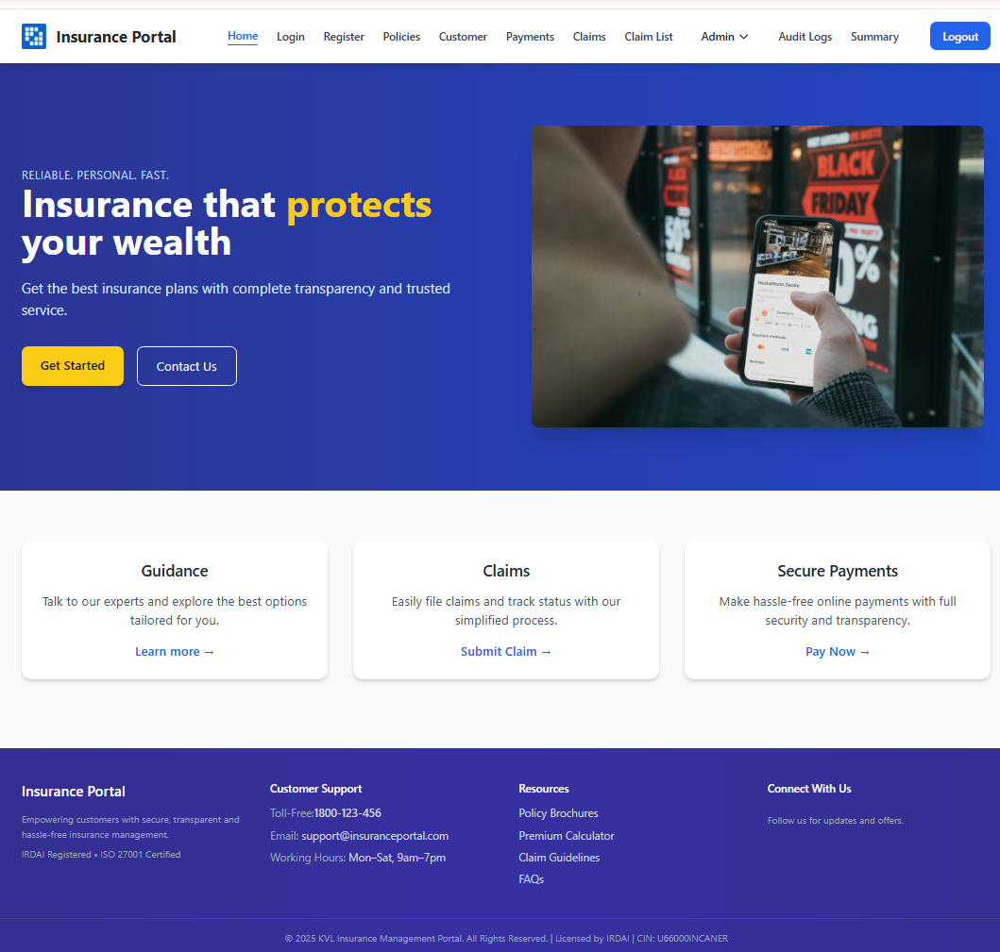 Insurance Portal
Home
Login
Register
Policies
Customer
Payments
Claims
Claim List
Admin
Audit Logs
Summary
Logout
RELIABLE. PERSONAL. FAST.
Insurance that protects
your wealth
Get the best insurance plans with complete transparency and trusted
service.
Get Started
Contact Us
BLACK
FRIDAY
MediaMarkt Zwolle
Payment methods
Guidance
Talk to our experts and explore the best options
tailored for you.
Learn more →
Claims
Easily file claims and track status with our
simplified process.
Submit Claim →
Secure Payments
Make hassle-free online payments with full
security and transparency.
Pay Now →
Insurance Portal
Empowering customers with secure, transparent and
hassle-free insurance management.
IRDAI Registered • ISO 27001 Certified
Customer Support
Toll-Free:1800-123-456
Email: support@insuranceportal.com
Working Hours: Mon–Sat, 9am–7pm
Resources
Policy Brochures
Premium Calculator
Claim Guidelines
FAQs
Connect With Us
Follow us for updates and offers.
© 2025 KVL Insurance Management Portal. All Rights Reserved. | Licensed by IRDAI | CIN: U66000INCANER